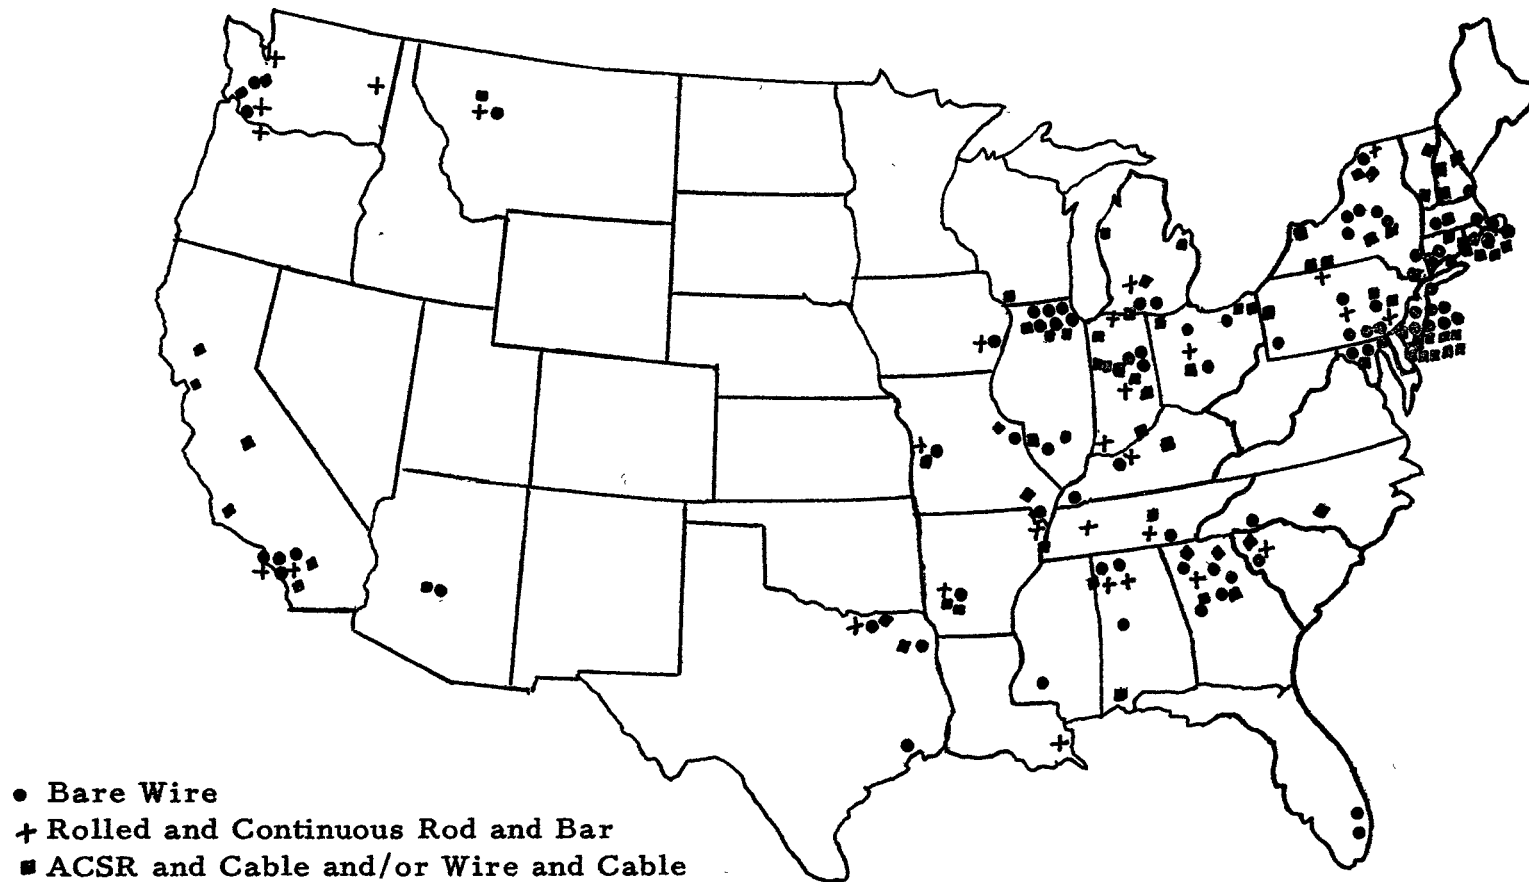 Bare Wire
Rolled and Continuous Rod and Bar
ACSR and Cable and/or Wire and Cable